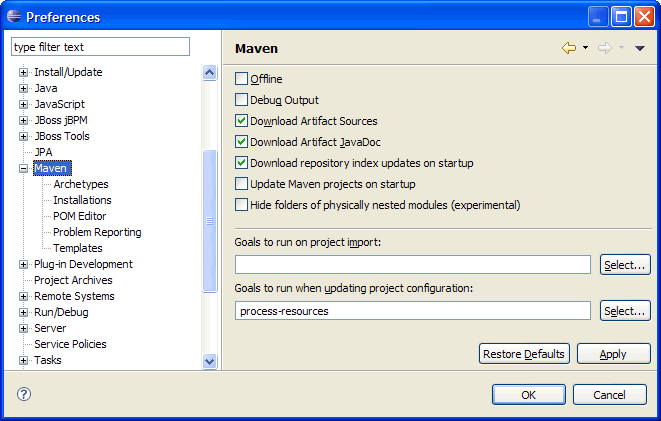 Preferences
type filter text
Install/Update
Java
JavaScript
JBoss jBPM
JBoss Tools
JPA
Maven
Archetypes
Installations
POM Editor
Problem Reporting
Templates
Plug-in Development
Project Archives
Remote Systems
Run/Debug
Server
Service Policies
Tasks
Maven
Offline
Debug Output
Download Artifact Sources
Download Artifact JavaDoc
Download repository index updates on startup
Update Maven projects on startup
Hide folders of physically nested modules (experimental)
Goals to run on project import:
Select...
Goals to run when updating project configuration:
process-resources Select...
Restore Defaults Apply
? OK Cancel